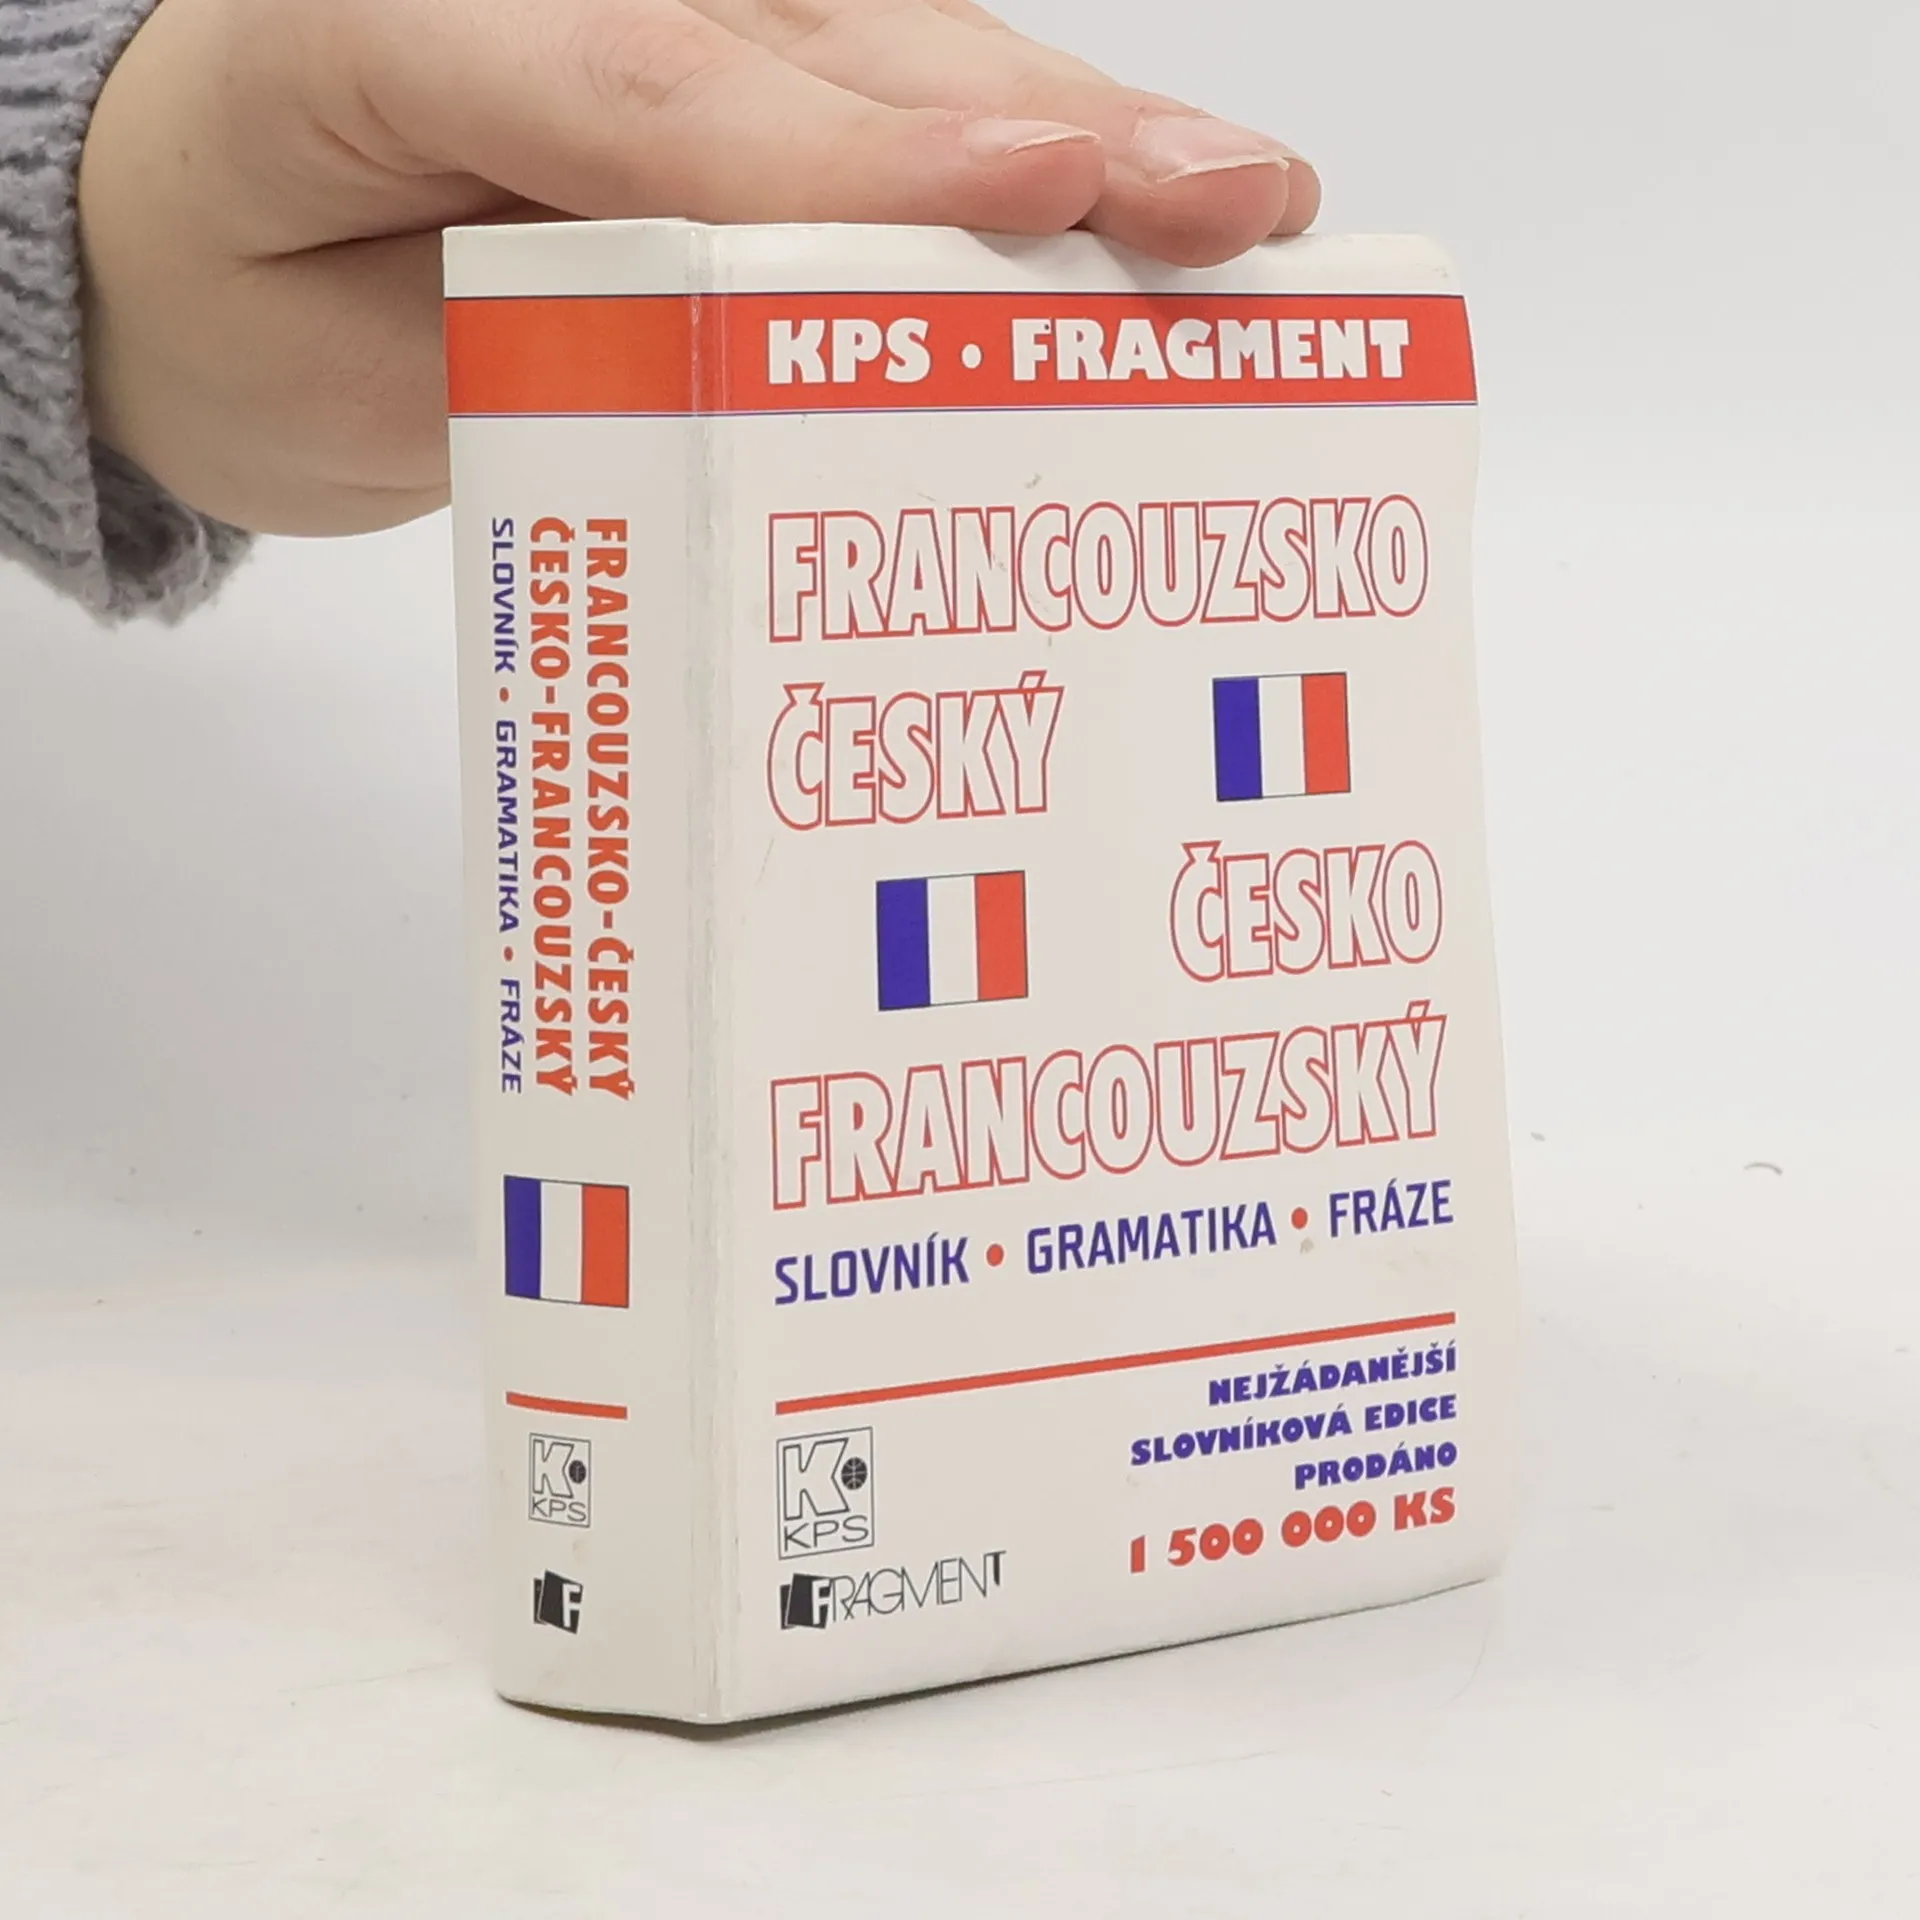 KPS • FRAGMENT
FRANCOUZSKO
ČESKÝ
ČESKO
FRANCOUZSKÝ
SLOVNÍK • GRAMATIKA • FRÁZE
NEJŽÁDANĚJŠÍ
SLOVNÍKOVÁ EDICE
PRODÁNO
1 500 000 KS
K
KPS
FRAGMENT
FRANCOUZSKO-ČESKÝ
ČESKO-FRANCOUZSKÝ
SLOVNÍK • GRAMATIKA • FRÁZE
K
KPS
F